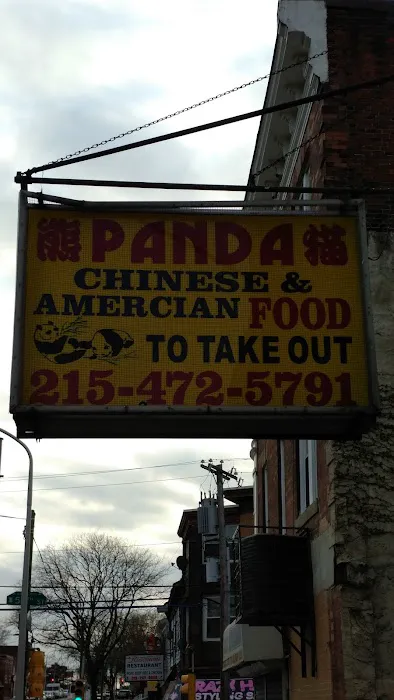 熊 PANDA 猫
CHINESE &
AMERCIAN FOOD
TO TAKE OUT
215-472-5791
RESTAURANT